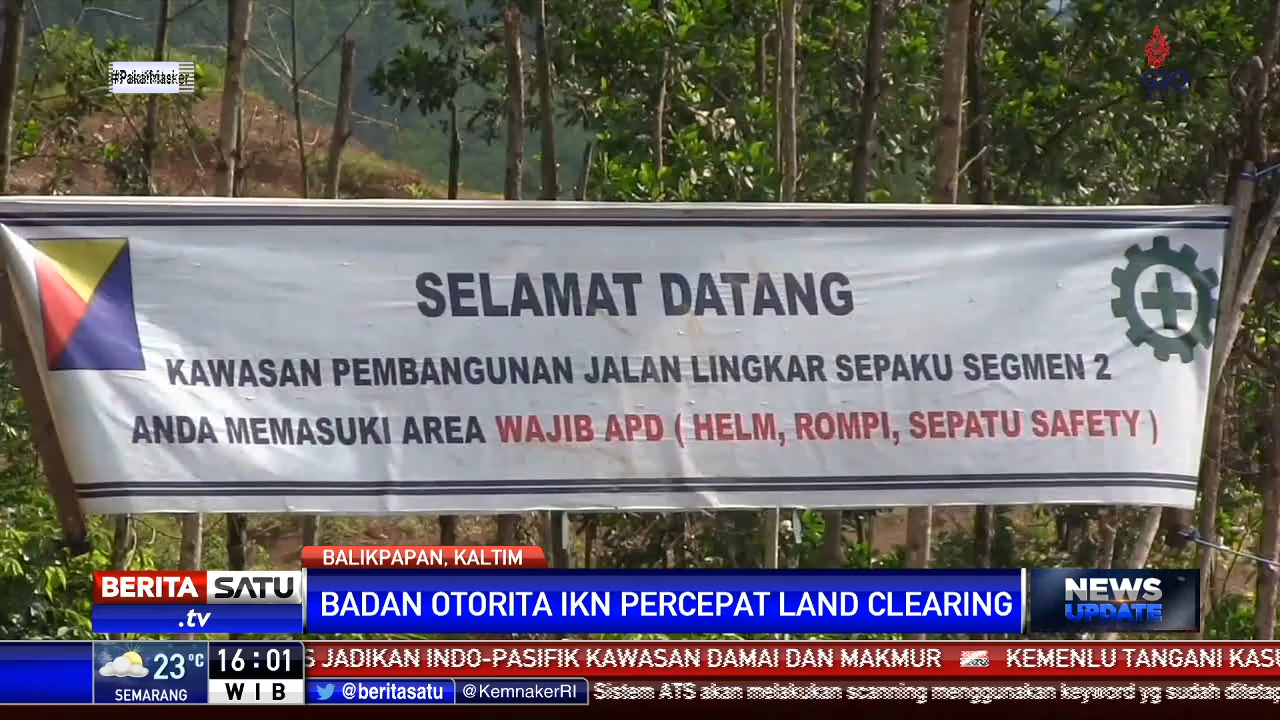 #PakaiMasker
G20
SELAMAT DATANG
KAWASAN PEMBANGUNAN JALAN LINGKAR SEPAKU SEGMEN 2
ANDA MEMASUKI AREA WAJIB APD ( HELM, ROMPI, SEPATU SAFETY )
BALIKPAPAN, KALTIM
BERITA SATU
.tv
BADAN OTORITA IKN PERCEPAT LAND CLEARING
NEWS
UPDATE
23°C
SEMARANG
16:01
WIB
S JADIKAN INDO-PASIFIK KAWASAN DAMAI DAN MAKMUR KEMENLU TANGANI KASU
@beritasatu @KemnakerRI Sistem ATS akan melakukan scanning menggunakan keyword yg sudah ditetap